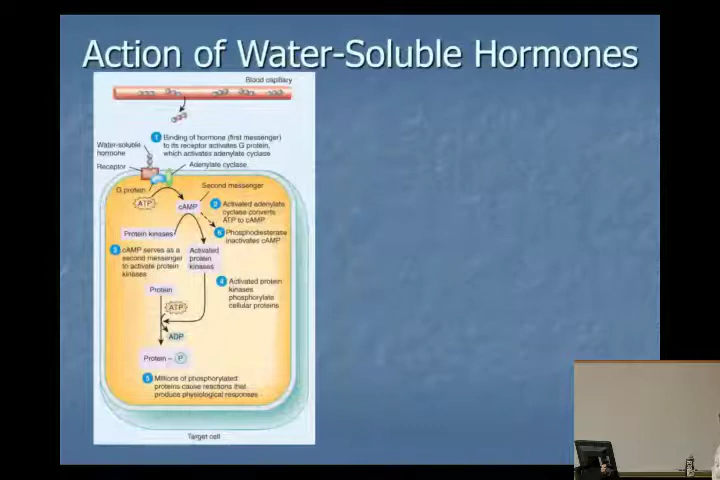 Action of Water-Soluble Hormones
Blood capillary
1 Binding of hormone (first messenger)
to its receptor activates G protein,
which activates adenylate cyclase
Water-soluble
hormone
Receptor
Adenylate cyclase
G protein
Second messenger
ATP
cAMP
2 Activated adenylate
cyclase converts
ATP to cAMP
6 Phosphodiesterase
inactivates cAMP
Protein kinases
3 cAMP serves as a
second messenger
to activate protein
kinases
Activated
protein
kinases
4 Activated protein
kinases
phosphorylate
cellular proteins
Protein
ATP
ADP
Protein – P
5 Millions of phosphorylated
proteins cause reactions that
produce physiological responses
Target cell